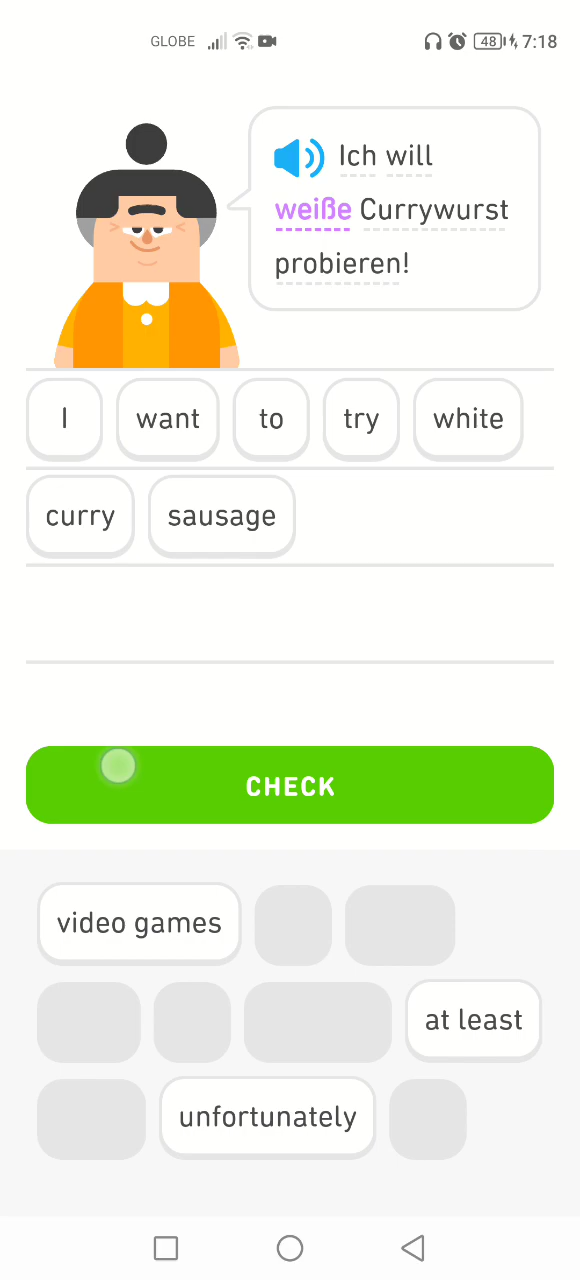 GLOBE 48 7:18
Ich will
weiße Currywurst
probieren!
I want to try white
curry sausage
CHECK
video games
at least
unfortunately